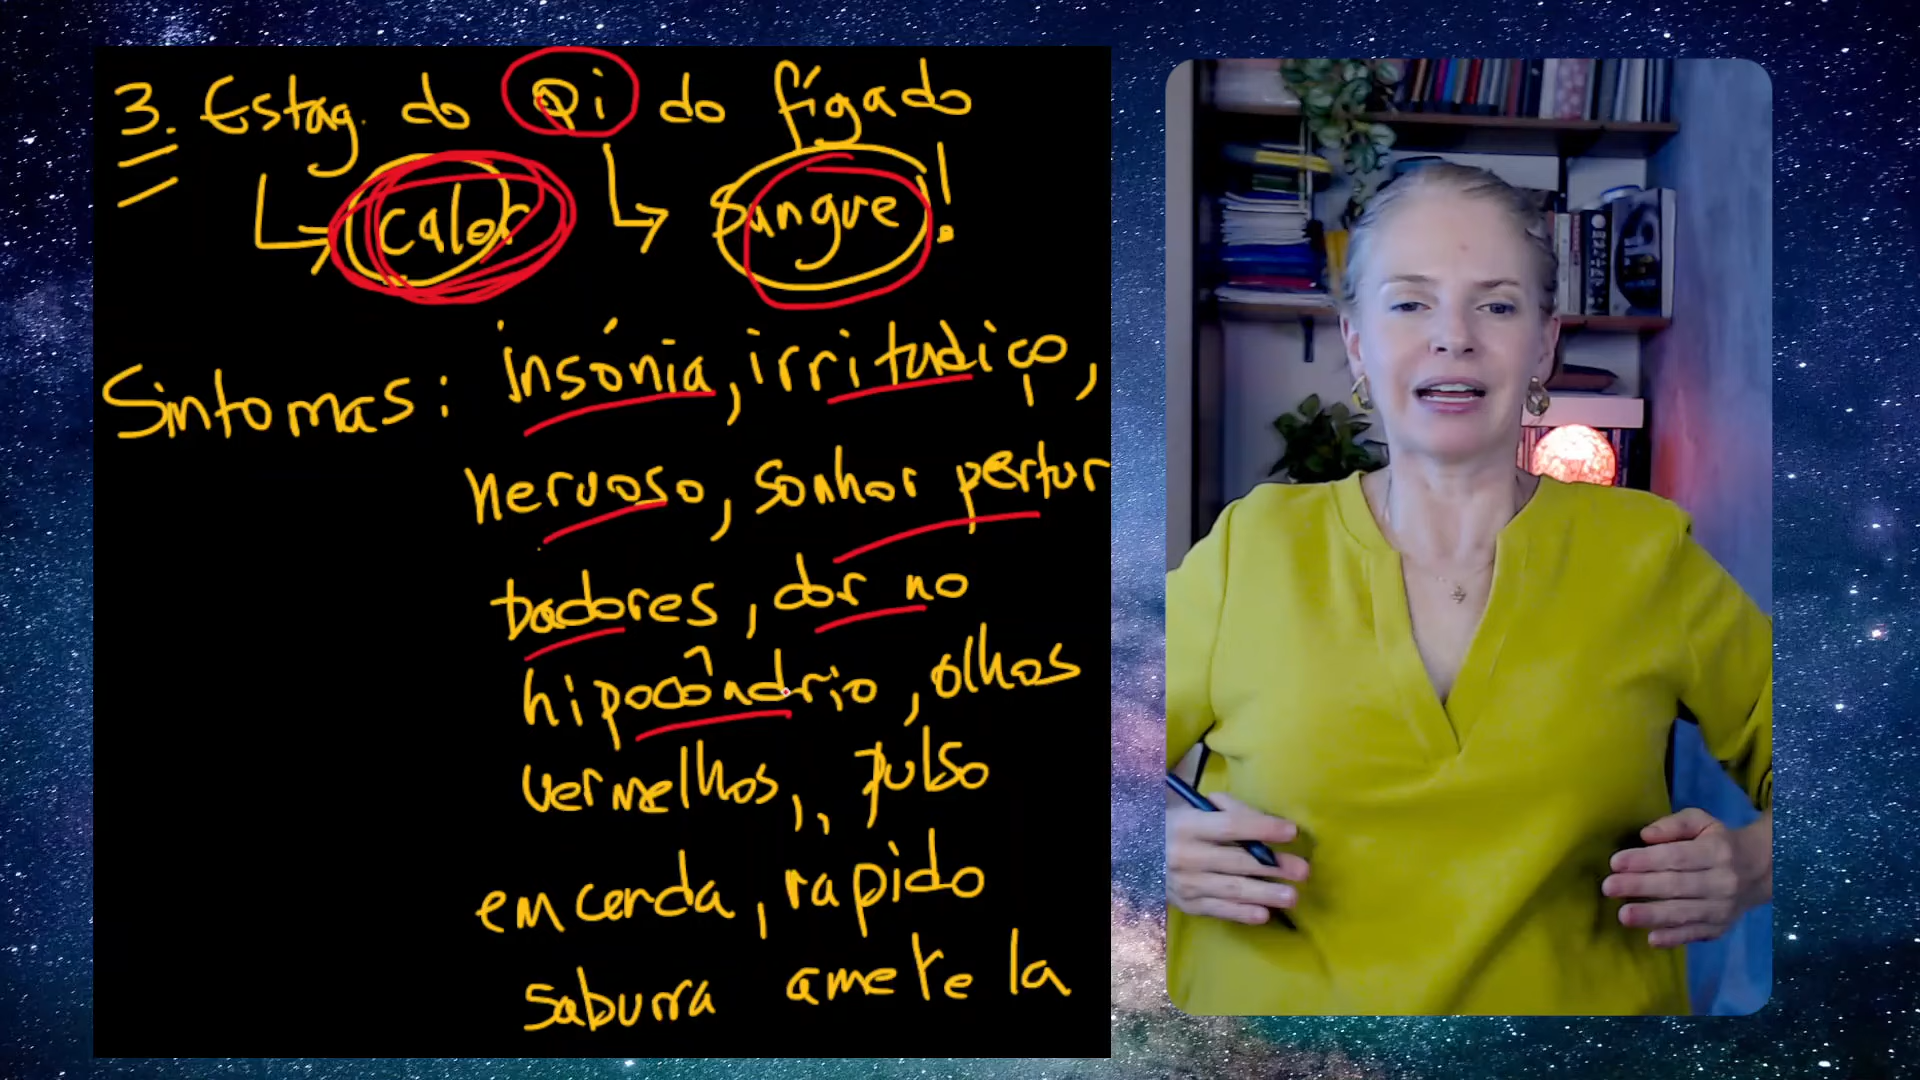 3. Estag. do Qi do fígado
↳ calor ↳ Sangue!
Sintomas: insónia, irritadiço,
nervoso, sonhos pertur
badores, dor no
hipocôndrio, olhos
vermelhos, pulso
em corda, rapido
saburra amerela